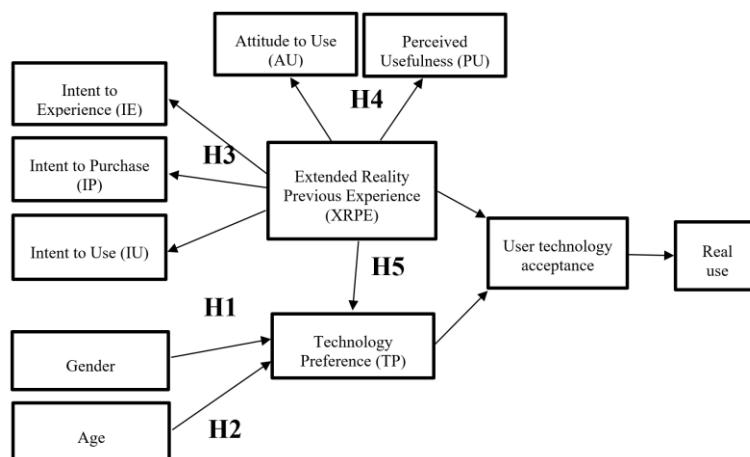 Attitude to Use
(AU)
Perceived
Usefulness (PU)
H4
Intent to
Experience (IE)
H3
Intent to Purchase
(IP)
Intent to Use (IU)
Extended Reality
Previous Experience
(XRPE)
User technology
acceptance
Real
use
H5
H1
Gender
Technology
Preference (TP)
Age
H2